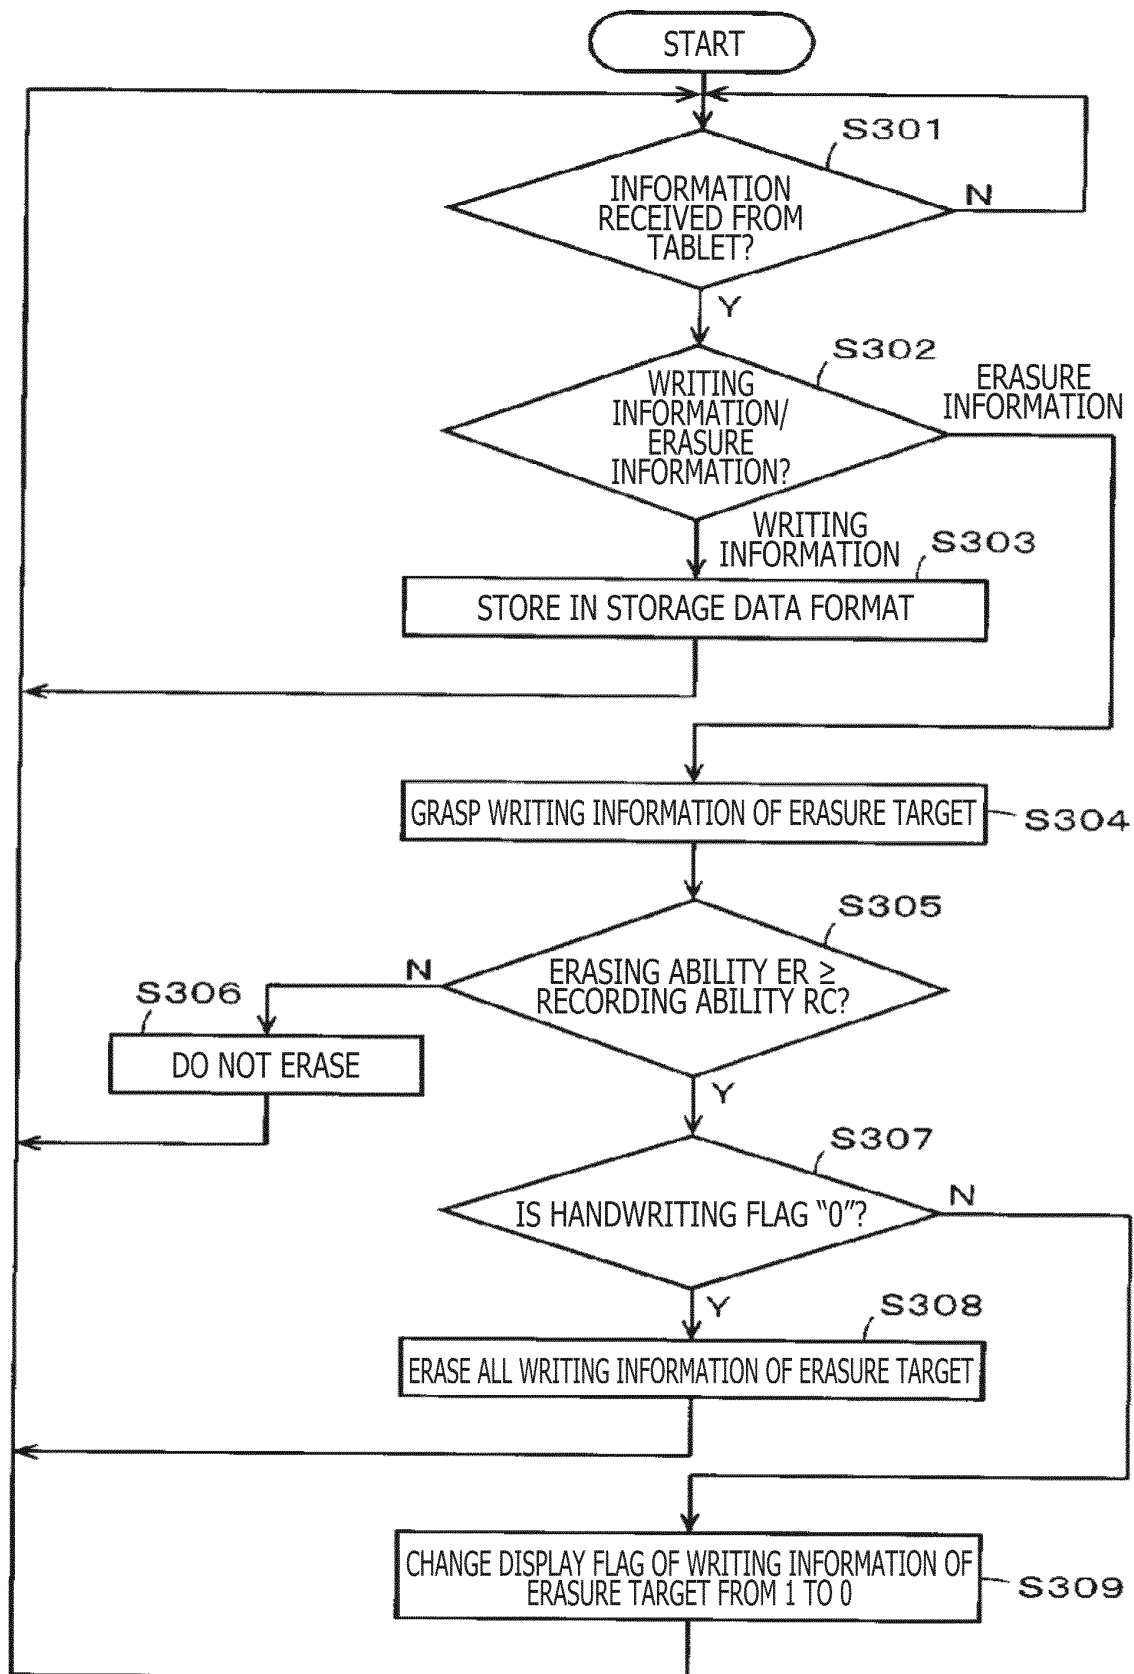 START
S301
INFORMATION
RECEIVED FROM
TABLET?
N
Y
S302
WRITING
INFORMATION/
ERASURE
INFORMATION?
ERASURE
INFORMATION
WRITING
INFORMATION
S303
STORE IN STORAGE DATA FORMAT
GRASP WRITING INFORMATION OF ERASURE TARGET
S304
S305
ERASING ABILITY ER ≥
RECORDING ABILITY RC?
N
S306
DO NOT ERASE
Y
S307
IS HANDWRITING FLAG “0”?
N
Y
S308
ERASE ALL WRITING INFORMATION OF ERASURE TARGET
CHANGE DISPLAY FLAG OF WRITING INFORMATION OF
ERASURE TARGET FROM 1 TO 0
S309